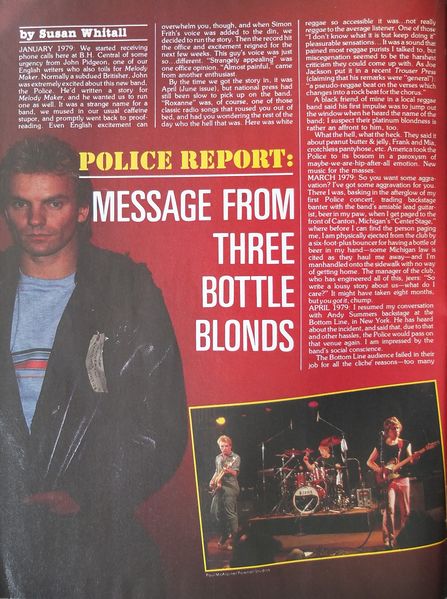 by Susan Whitall
JANUARY 1979: We started receiving
phone calls here at B.H. Central of some
urgency from John Pidgeon, one of our
English writers who also toils for Melody
Maker. Normally a subdued Britisher, John
was extremely excited about this new band,
the Police. He'd written a story for
Melody Maker, and he wanted us to run
one as well. It was a strange name for a
band, we mused in our usual caffeine
stupor, and promptly went back to proof-
reading. Even English excitement can
overwhelm you, though, and when Simon
Frith's voice was added to the din, we
decided to run the story. Then the record hit
the office and excitement reigned for the
next few weeks. This guy's voice was just
so...different. "Strangely appealing" was
one office opinion. "Almost painful," came
from another enthusiast.
By the time we got the story in, it was
April (June issue), but national press had
still been slow to pick up on the band.
"Roxanne" was, of course, one of those
classic radio songs that roused you out of
bed, and had you wondering the rest of the
day who the hell that was. Here was white
reggae so accessible it was...not really
reggae to the average listener. One of those
"I don't know what it is but keep doing it"
pleasurable sensations... It was a sound that
pained most reggae purists I talked to, but
miscegenation seemed to be the harshest
criticism they could come up with. As Joe
Jackson put it in a recent Trouser Press
(claiming that his remarks were "general")
"a pseudo-reggae beat on the verses which
changes into a rock beat for the chorus."
A black friend of mine in a local reggae
band said his first impulse was to jump out
the window when he heard the name of the
band; I suspect their platinum blondness is
rather an affront to him, too.
What the hell, what the heck. They said it
about peanut butter & jelly, Frank and Mia,
crotchless pantyhose, etc. America took the
Police to its bosom in a paroxysm of
maybe-we-are-hip-after-all emotion. New
music for the masses.
MARCH 1979: So you want some aggra-
vation? I've got some aggravation for you.
There I was, basking in the afterglow of my
first Police concert, trading backstage
banter with the band's amiable lead guitar-
ist, beer in my paw, when I get paged to the
front of Canton, Michigan's "Center Stage,"
where before I can find the person paging
me, I am physically ejected from the club by
a six-foot-plus bouncer for having a bottle of
beer in my hand—some Michigan law is
cited as they haul me away—and I'm
manhandled onto the sidewalk with no way
of getting home. The manager of the club,
who has engineered all of this, jeers: "So
write a lousy story about us—what do I
care?" It might have taken eight months,
but you got it, chump.
APRIL 1979: I resumed my conversation
with Andy Summers backstage at the
Bottom Line, in New York. He has heard
about the incident, and said that, due to that
and other hassles, the Police would pass on
that venue again. I am impressed by the
band's social conscience.
The Bottom Line audience failed in their
job for all the cliché reasons—too many
POLICE REPORT:
MESSAGE FROM
THREE
BOTTLE
BLONDS